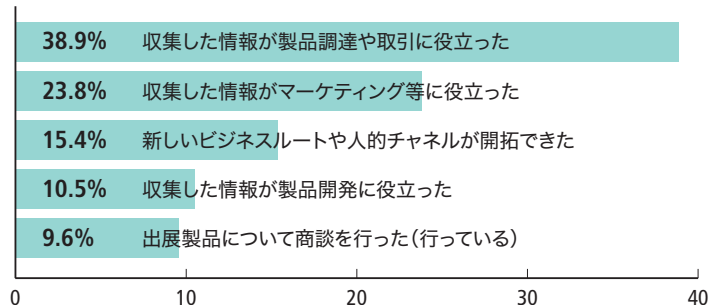 38.9% 収集した情報が製品調達や取引に役立った
23.8% 収集した情報がマーケティング等に役立った
15.4% 新しいビジネスルートや人的チャネルが開拓できた
10.5% 収集した情報が製品開発に役立った
9.6% 出展製品について商談を行った(行っている)
0 10 20 30 40